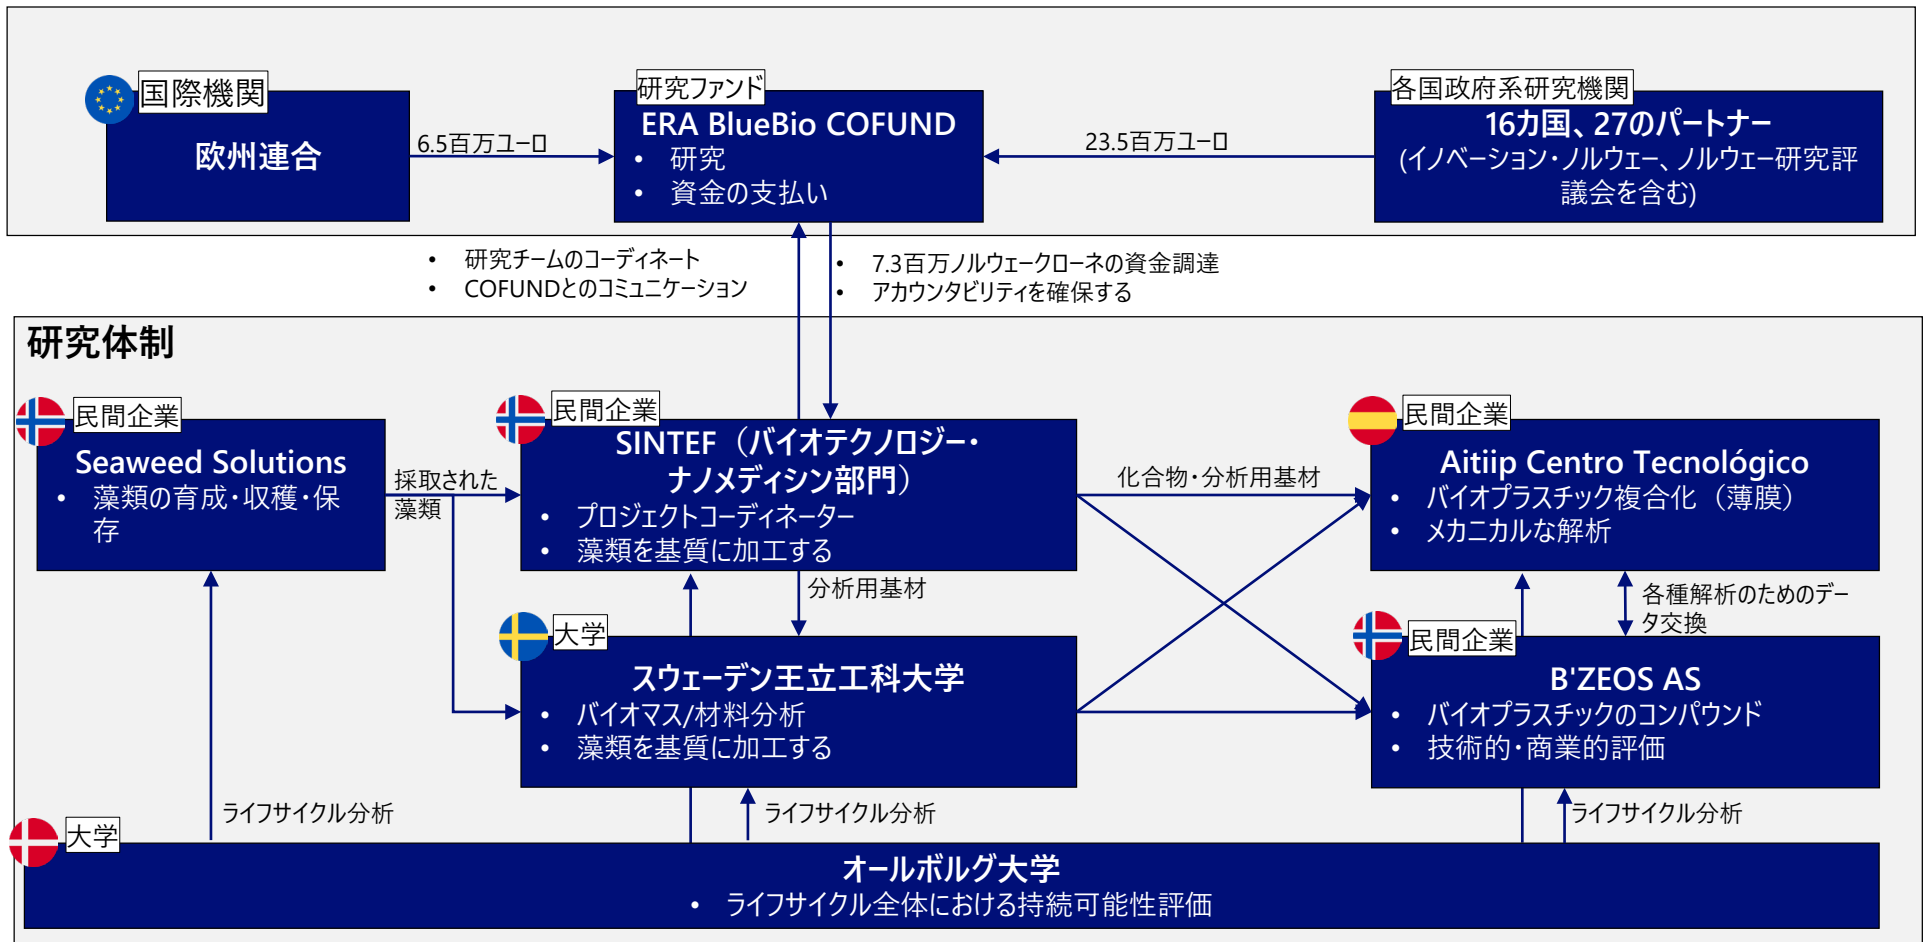 国際機関
欧州連合
6.5百万ユーロ
研究ファンド
ERA BlueBio COFUND
• 研究
• 資金の支払い
23.5百万ユーロ
各国政府系研究機関
16カ国、27のパートナー
(イノベーション・ノルウェー、ノルウェー研究評
議会を含む)
• 研究チームのコーディネート
• COFUNDとのコミュニケーション
• 7.3百万ノルウェークローネの資金調達
• アカウンタビリティを確保する
研究体制
民間企業
Seaweed Solutions
• 藻類の育成・収穫・保
存
採取された
藻類
民間企業
SINTEF（バイオテクノロジー・
ナノメディシン部門）
• プロジェクトコーディネーター
• 藻類を基質に加工する
化合物・分析用基材
民間企業
Aitiip Centro Tecnológico
• バイオプラスチック複合化（薄膜）
• メカニカルな解析
分析用基材
各種解析のためのデー
タ交換
大学
スウェーデン王立工科大学
• バイオマス/材料分析
• 藻類を基質に加工する
民間企業
B'ZEOS AS
• バイオプラスチックのコンパウンド
• 技術的・商業的評価
ライフサイクル分析
ライフサイクル分析
ライフサイクル分析
大学
オールボルグ大学
• ライフサイクル全体における持続可能性評価